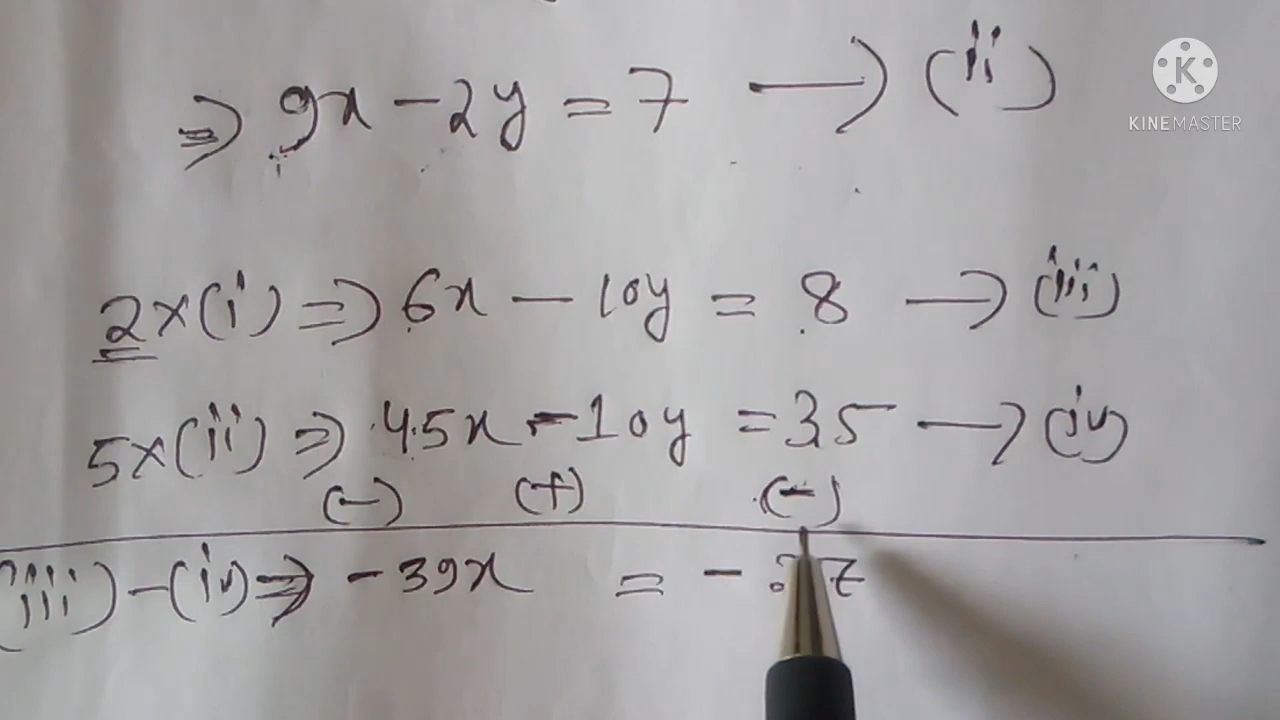 ⇒ 9x - 2y = 7 → (ii)
KINEMASTER
2×(i) ⇒ 6x - 10y = 8 → (iii)
5×(ii) ⇒ 45x - 10y = 35 → (iv)
(-) (+) (-)
(iii) - (iv) ⇒ - 39x = -